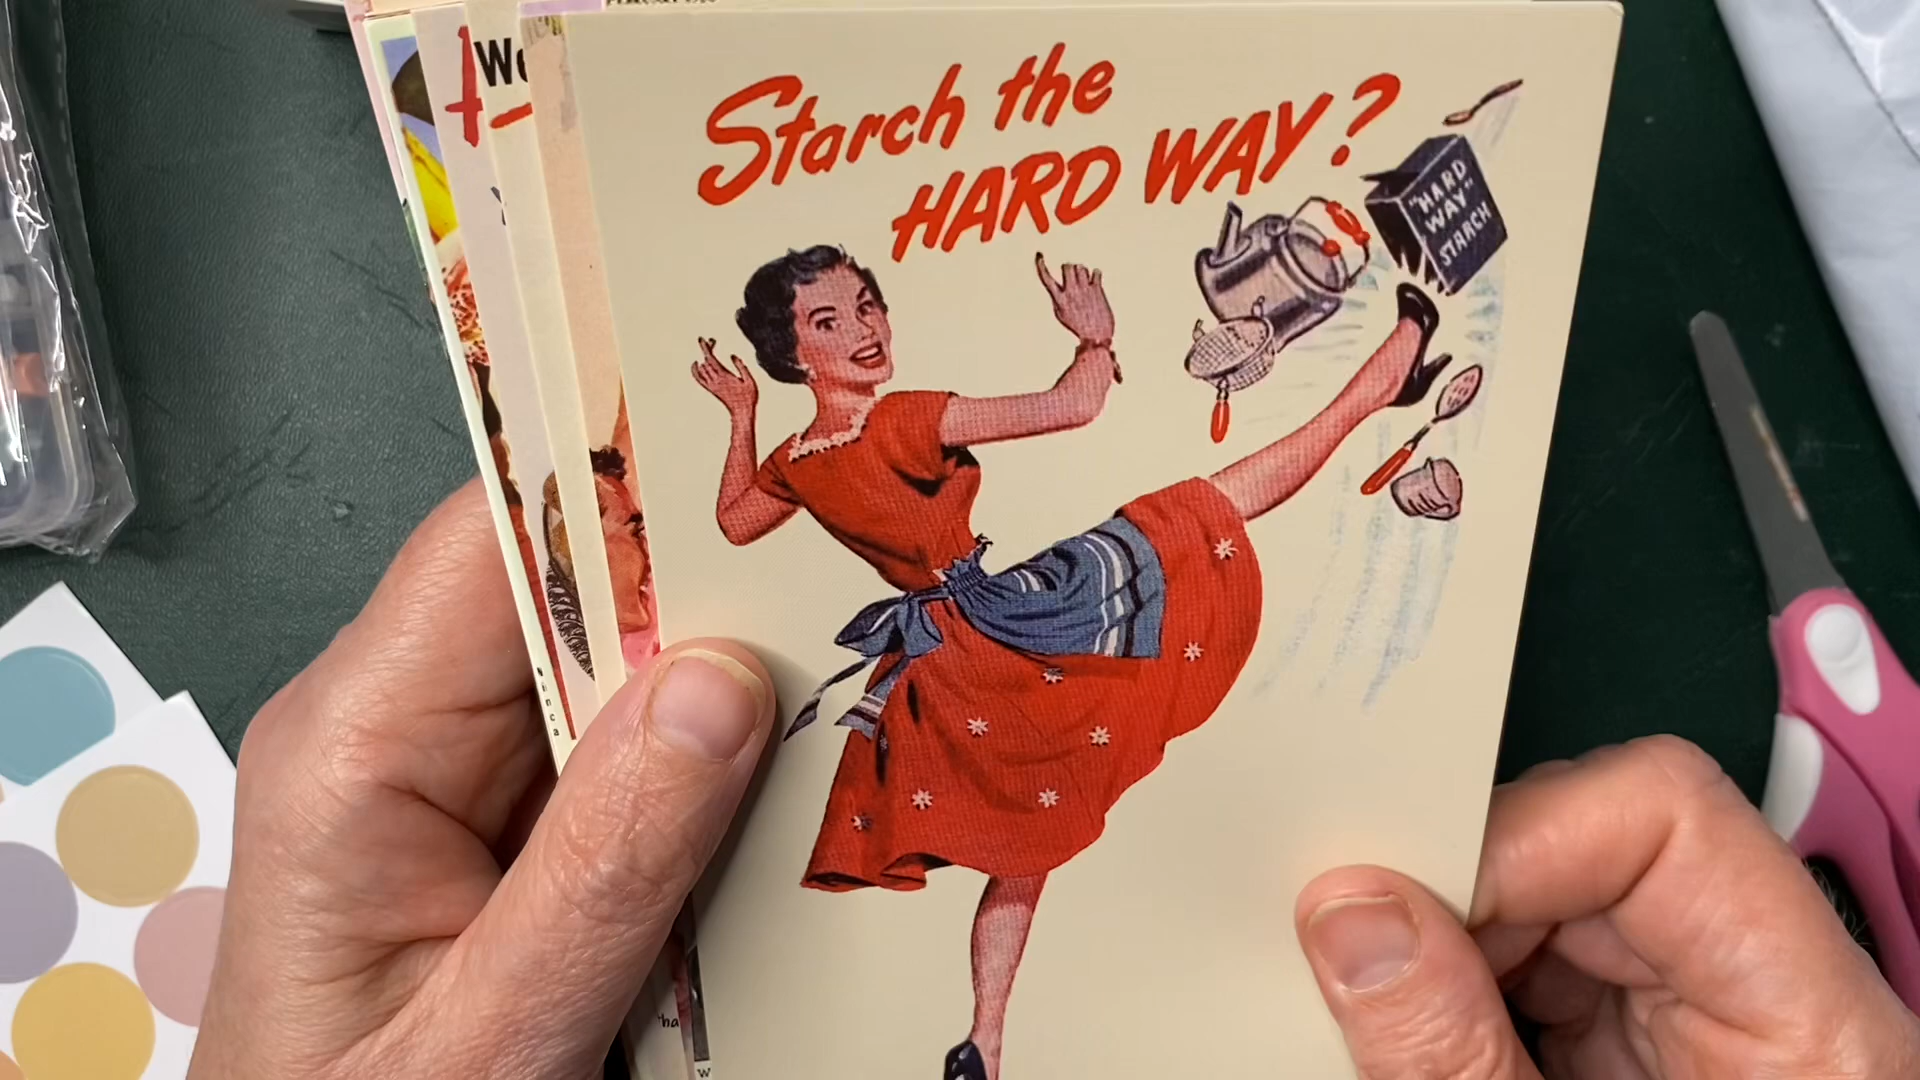 Starch the
HARD WAY?
"HARD
WAY"
STARCH